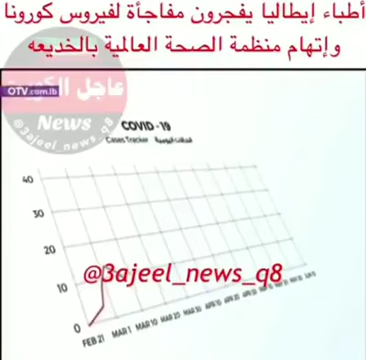 أطباء إيطاليا يفجرون مفاجأة لفيروس كورونا
وإتهام منظمة الصحة العالمية بالخديعه
OTV.com.lb
عاجل الكويت
News
@3ajeel_news_q8
COVID-19
Cases Tracker
40
30
20
10
0
@3ajeel_news_q8
FEB 21 MAR 1 MAR 10 MAR 20 MAR 30 APR 10 APR 20